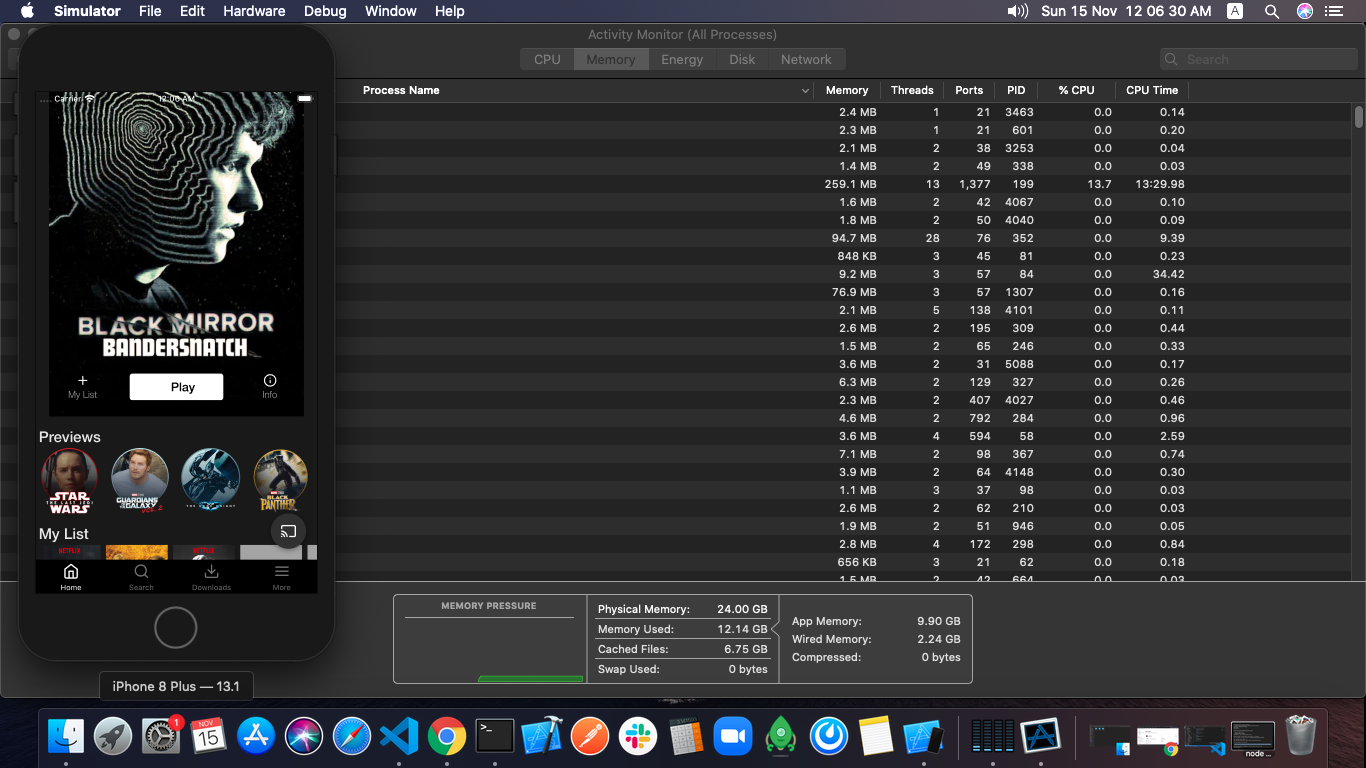 Simulator File Edit Hardware Debug Window Help Sun 15 Nov 12 06 30 AM A
Activity Monitor (All Processes)
CPU Memory Energy Disk Network Search
Process Name Memory Threads Ports PID % CPU CPU Time
2.4 MB 1 21 3463 0.0 0.14
2.3 MB 1 21 601 0.0 0.20
2.1 MB 2 38 3253 0.0 0.04
1.4 MB 2 49 338 0.0 0.03
259.1 MB 13 1,377 199 13.7 13:29.98
1.6 MB 2 42 4067 0.0 0.10
1.8 MB 2 50 4040 0.0 0.09
94.7 MB 28 76 352 0.0 9.39
848 KB 3 45 81 0.0 0.23
9.2 MB 3 57 84 0.0 34.42
76.9 MB 3 57 1307 0.0 0.16
2.1 MB 5 138 4101 0.0 0.11
2.6 MB 2 195 309 0.0 0.44
1.5 MB 2 65 246 0.0 0.33
3.6 MB 2 31 5088 0.0 0.17
6.3 MB 2 129 327 0.0 0.26
2.3 MB 2 407 4027 0.0 0.46
4.6 MB 2 792 284 0.0 0.96
3.6 MB 4 594 58 0.0 2.59
7.1 MB 2 98 367 0.0 0.74
3.9 MB 2 64 4148 0.0 0.30
1.1 MB 3 37 98 0.0 0.03
2.6 MB 2 62 210 0.0 0.03
1.9 MB 2 51 946 0.0 0.05
2.8 MB 4 172 298 0.0 0.84
656 KB 3 21 62 0.0 0.18
1.5 MB 2 42 664 0.0 0.03
Carrier 12:06 AM
BLACK MIRROR
BANDERSNATCH
My List Play Info
Previews
STAR
THE LAST JEDI
WARS
GUARDIANS
OF THE GALAXY
VOL. 2
BLACK
PANTHER
My List
NETFLIX NETFLIX
Home Search Downloads More
iPhone 8 Plus — 13.1
MEMORY PRESSURE
Physical Memory: 24.00 GB
Memory Used: 12.14 GB
Cached Files: 6.75 GB
Swap Used: 0 bytes
App Memory: 9.90 GB
Wired Memory: 2.24 GB
Compressed: 0 bytes
1
NOV
15
node ...